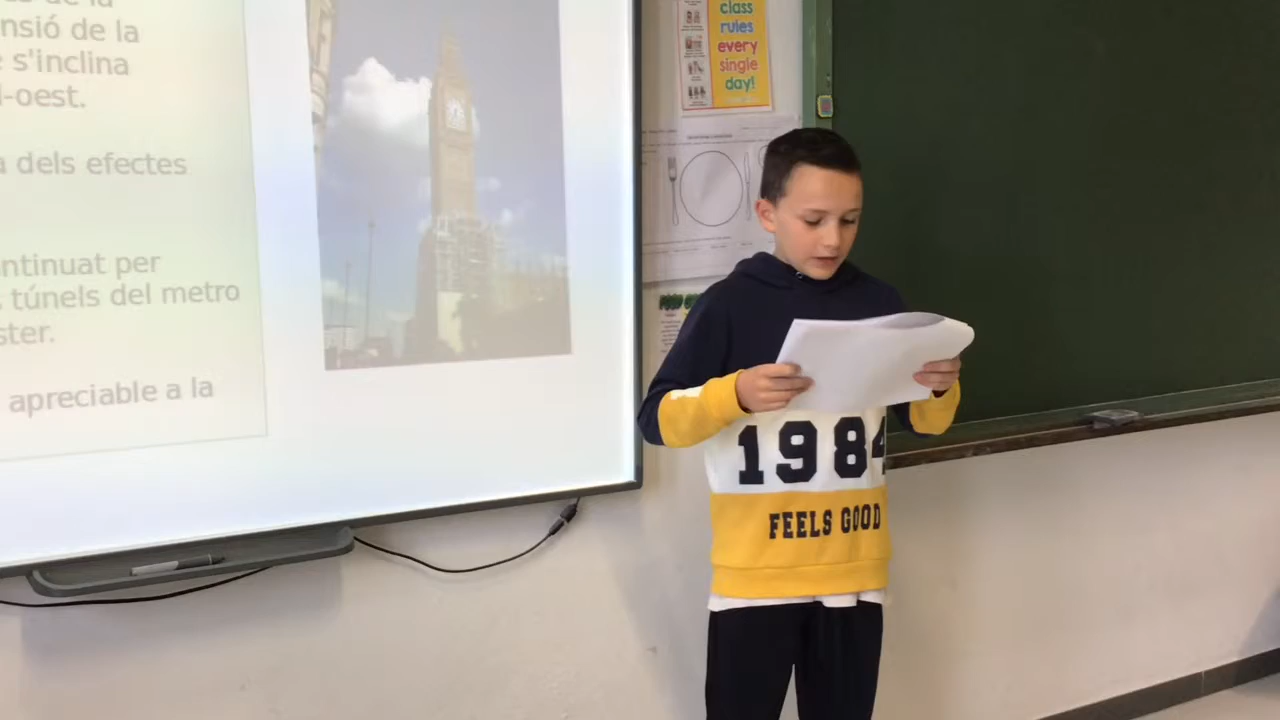 nsió de la
s'inclina
-oest.
a dels efectes
ntinuat per
túnels del metro
ster.
apreciable a la
class
rules
every
single
day!
1984
FEELS GOOD